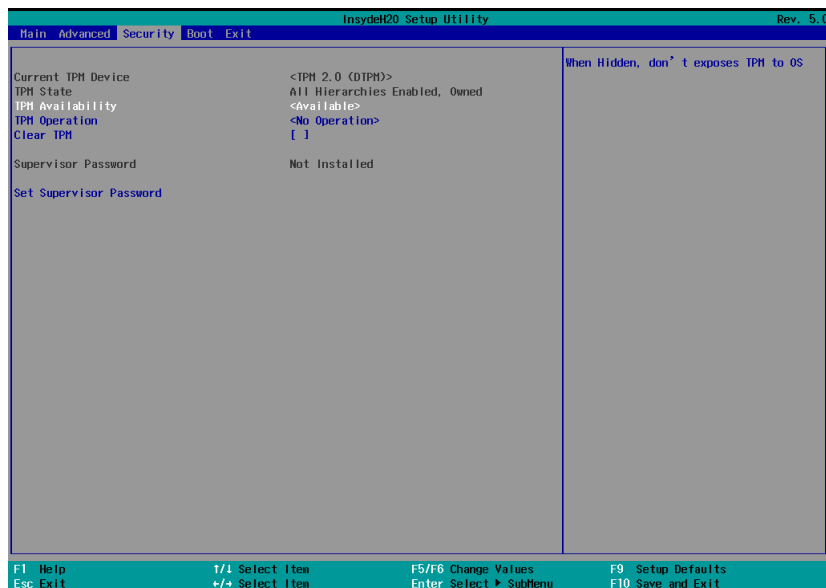 InsydeH20 Setup Utility Rev. 5.0
Main Advanced Security Boot Exit
When Hidden, don't exposes TPM to OS
Current TPM Device <TPM 2.0 (DTPM)>
TPM State All Hierarchies Enabled, Owned
TPM Availability <Available>
TPM Operation <No Operation>
Clear TPM [ ]
Supervisor Password Not Installed
Set Supervisor Password
F1 Help ↑/↓ Select Item F5/F6 Change Values F9 Setup Defaults
Esc Exit ←/→ Select Item Enter Select ▶ SubMenu F10 Save and Exit